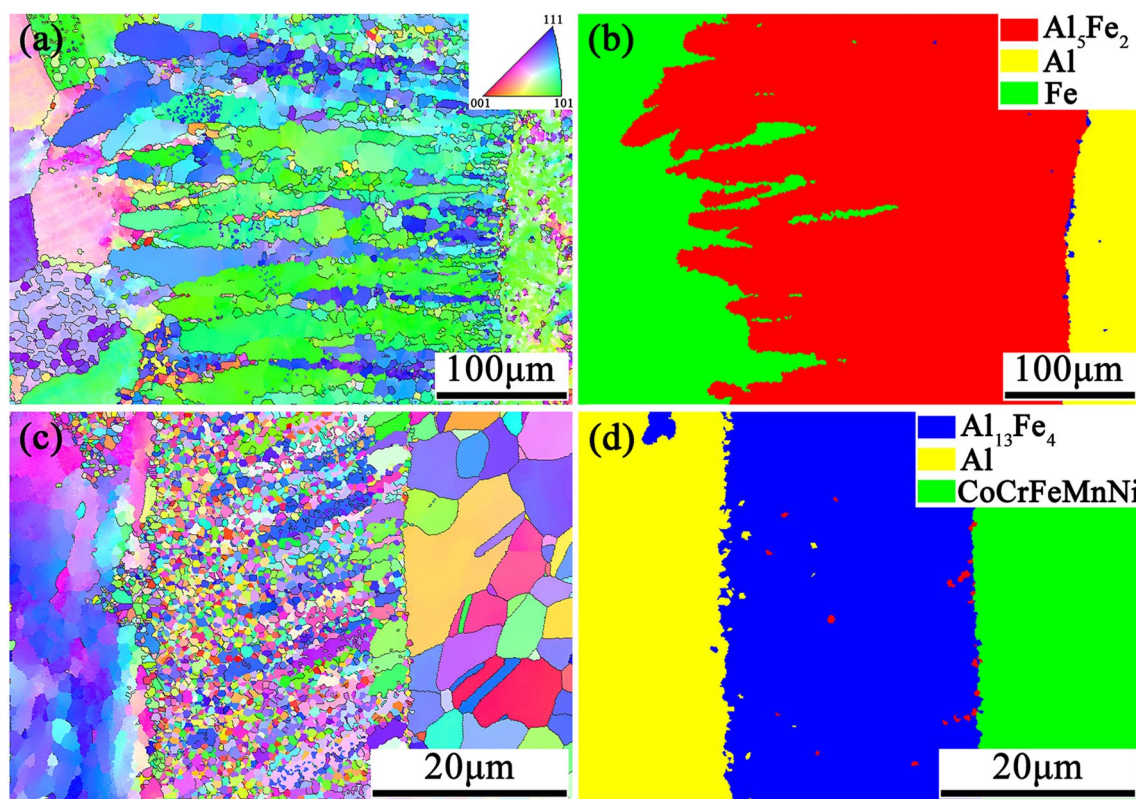 (a)
111
001
101
100μm
(b)
Al₅Fe₂
Al
Fe
100μm
(c)
20μm
(d)
Al₁₃Fe₄
Al
CoCrFeMnNi
20μm